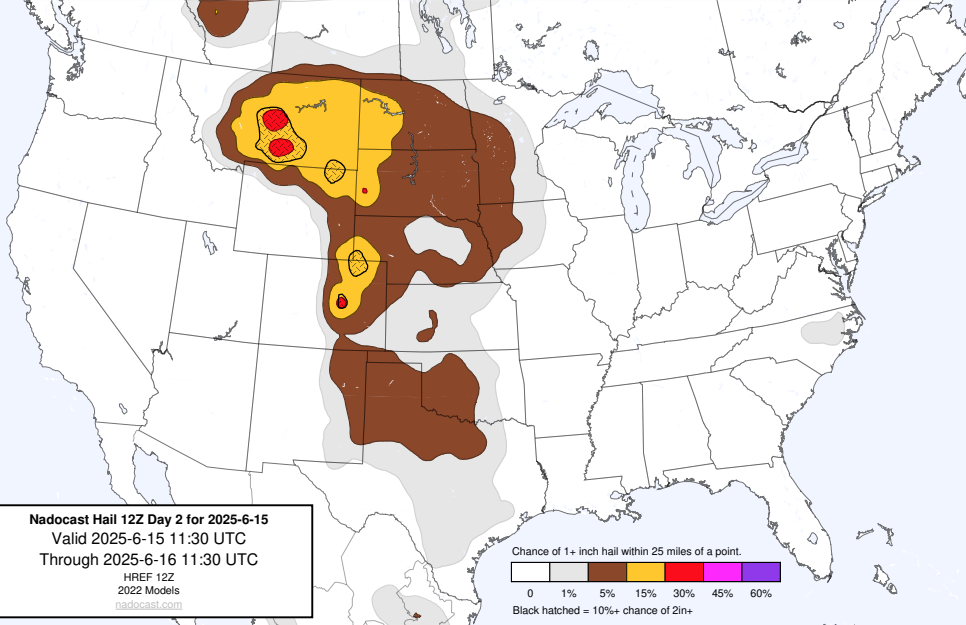 Nadocast Hail 12Z Day 2 for 2025-6-15
Valid 2025-6-15 11:30 UTC
Through 2025-6-16 11:30 UTC
HREF 12Z
2022 Models
nadocast.com
Chance of 1+ inch hail within 25 miles of a point.
0 1% 5% 15% 30% 45% 60%
Black hatched = 10%+ chance of 2in+